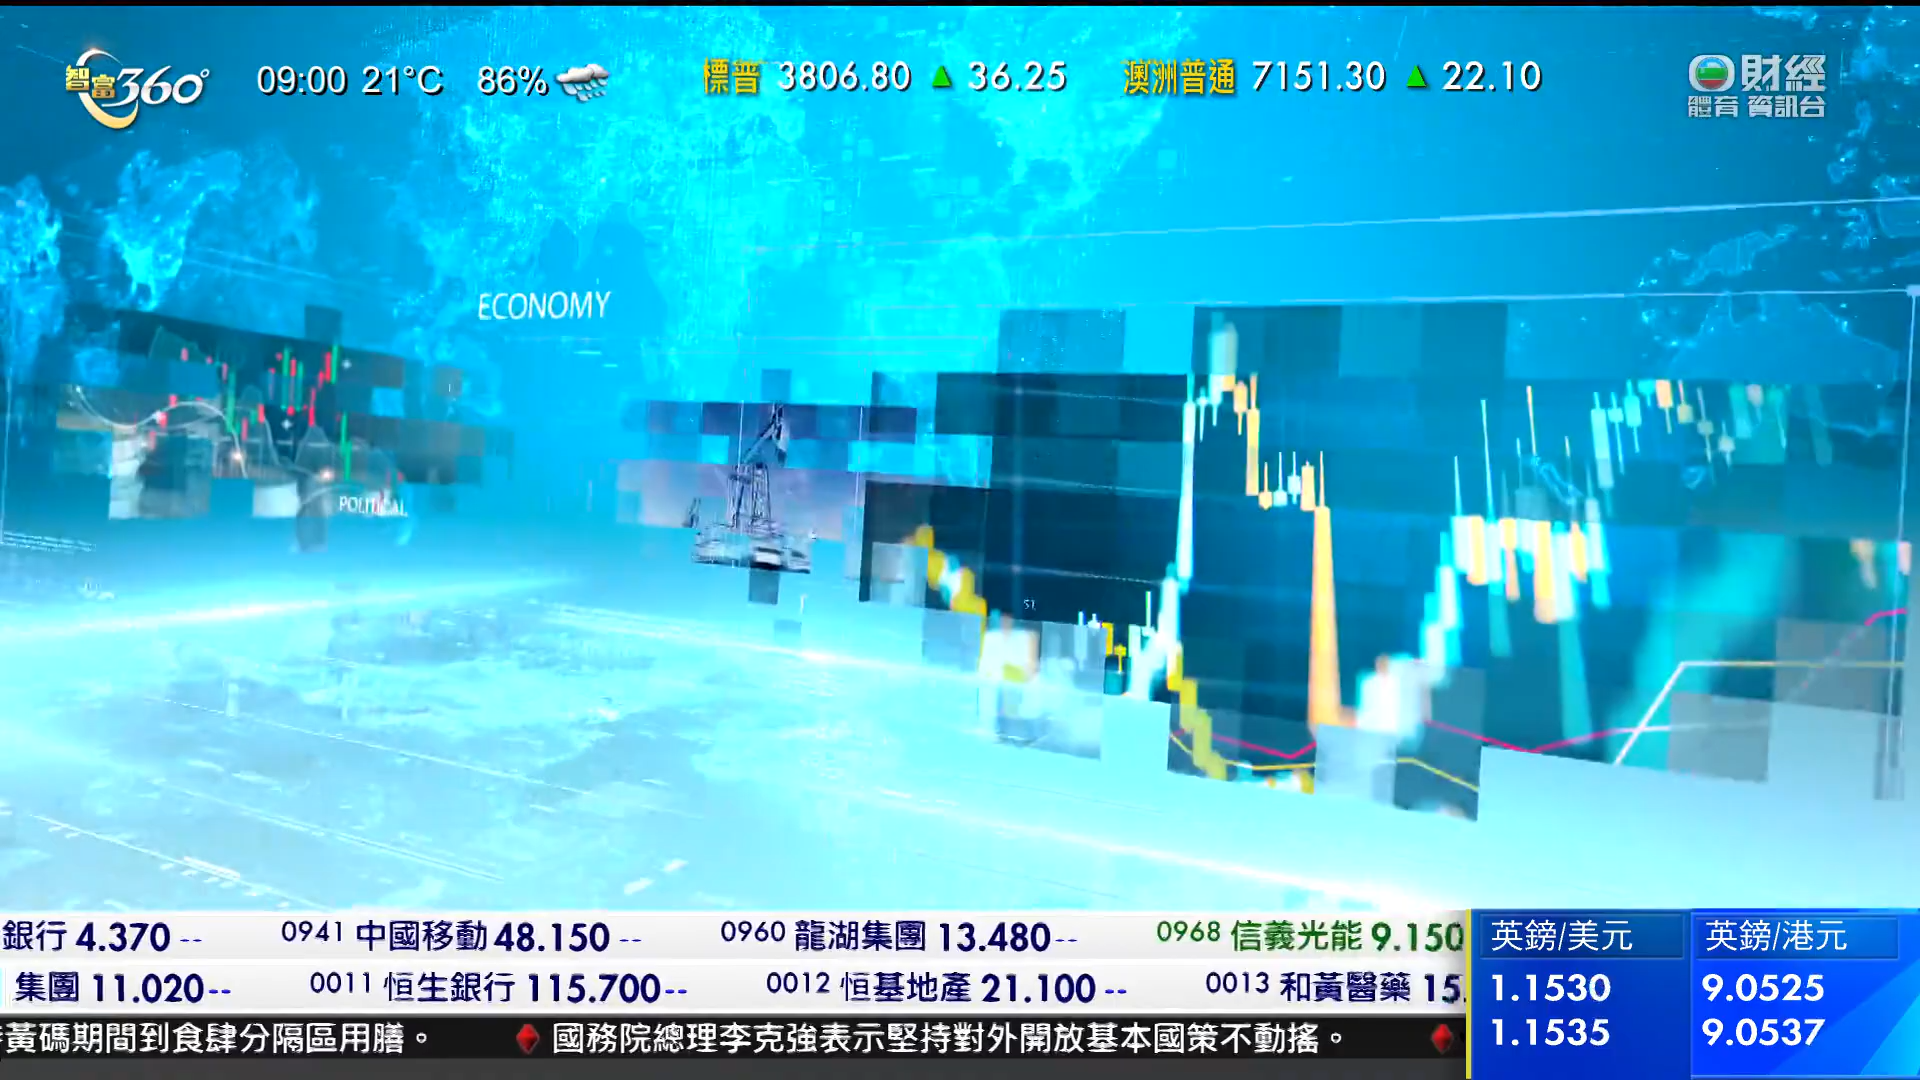 智富360° 09:00 21°C 86% 標普 3806.80 ▲ 36.25 澳洲普通 7151.30 ▲ 22.10 財經
體育 資訊台
ECONOMY
POLITICAL
51
銀行 4.370 -- 0941 中國移動 48.150 -- 0960 龍湖集團 13.480 -- 0968 信義光能 9.150
集團 11.020 -- 0011 恒生銀行 115.700 -- 0012 恒基地產 21.100 -- 0013 和黃醫藥 15.
黃碼期間到食肆分隔區用膳。 ♦ 國務院總理李克強表示堅持對外開放基本國策不動搖。 ♦
英鎊/美元 英鎊/港元
1.1530 9.0525
1.1535 9.0537